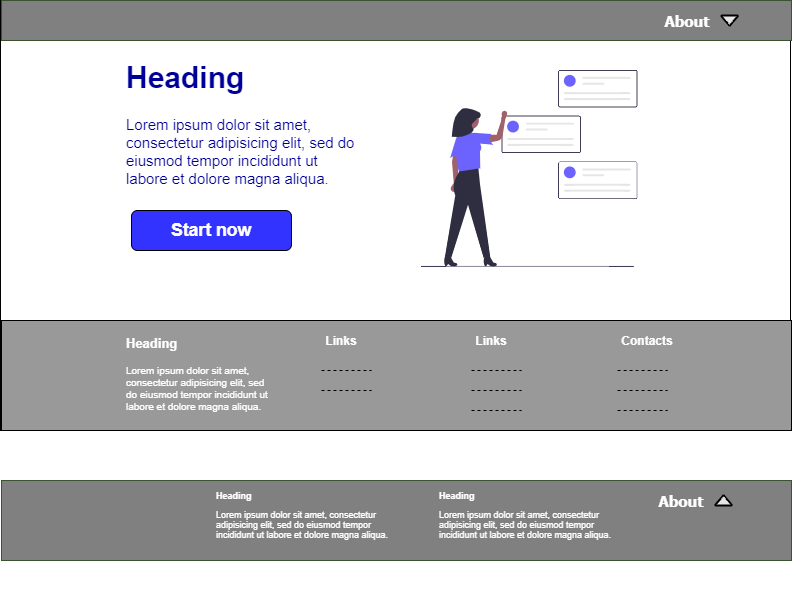 About
Heading
Lorem ipsum dolor sit amet,
consectetur adipisicing elit, sed do
eiusmod tempor incididunt ut
labore et dolore magna aliqua.
Start now
Heading
Lorem ipsum dolor sit amet,
consectetur adipisicing elit, sed
do eiusmod tempor incididunt ut
labore et dolore magna aliqua.
Links
Links
Contacts
Heading
Lorem ipsum dolor sit amet, consectetur
adipisicing elit, sed do eiusmod tempor
incididunt ut labore et dolore magna aliqua.
Heading
Lorem ipsum dolor sit amet, consectetur
adipisicing elit, sed do eiusmod tempor
incididunt ut labore et dolore magna aliqua.
About